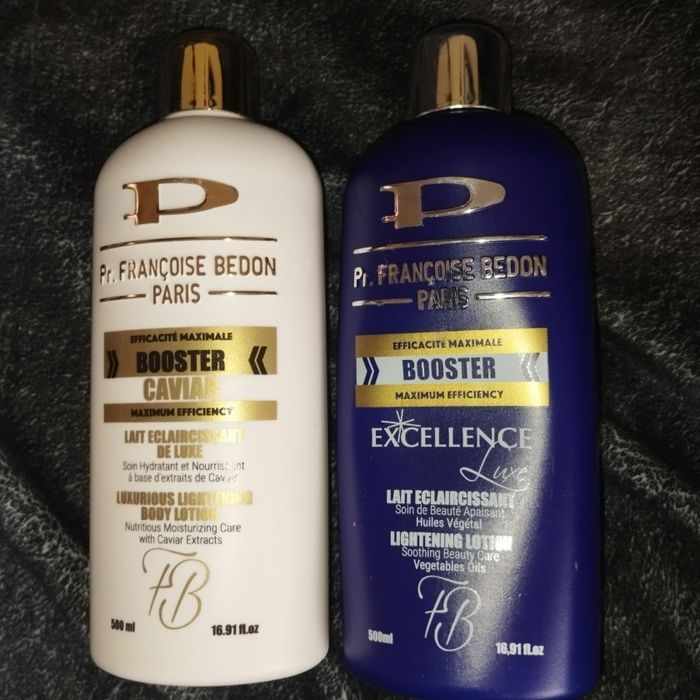 P
Pr. FRANÇOISE BEDON
PARIS
EFFICACITÉ MAXIMALE
BOOSTER
CAVIAR
MAXIMUM EFFICIENCY
LAIT ECLAIRCISSANT
DE LUXE
Soin Hydratant et Nourrissant
à base d'extraits de Caviar
LUXURIOUS LIGHTENING
BODY LOTION
Nutritious Moisturizing Care
with Caviar Extracts
FB
500 ml
16.91 fl.oz
P
Pr. FRANÇOISE BEDON
PARIS
EFFICACITÉ MAXIMALE
BOOSTER
MAXIMUM EFFICIENCY
EXCELLENCE
Luxe
LAIT ECLAIRCISSANT
Soin de Beauté Apaisant
Huiles Végétal
LIGHTENING LOTION
Soothing Beauty Care
Vegetables Oils
FB
500ml
16,91 fl.oz